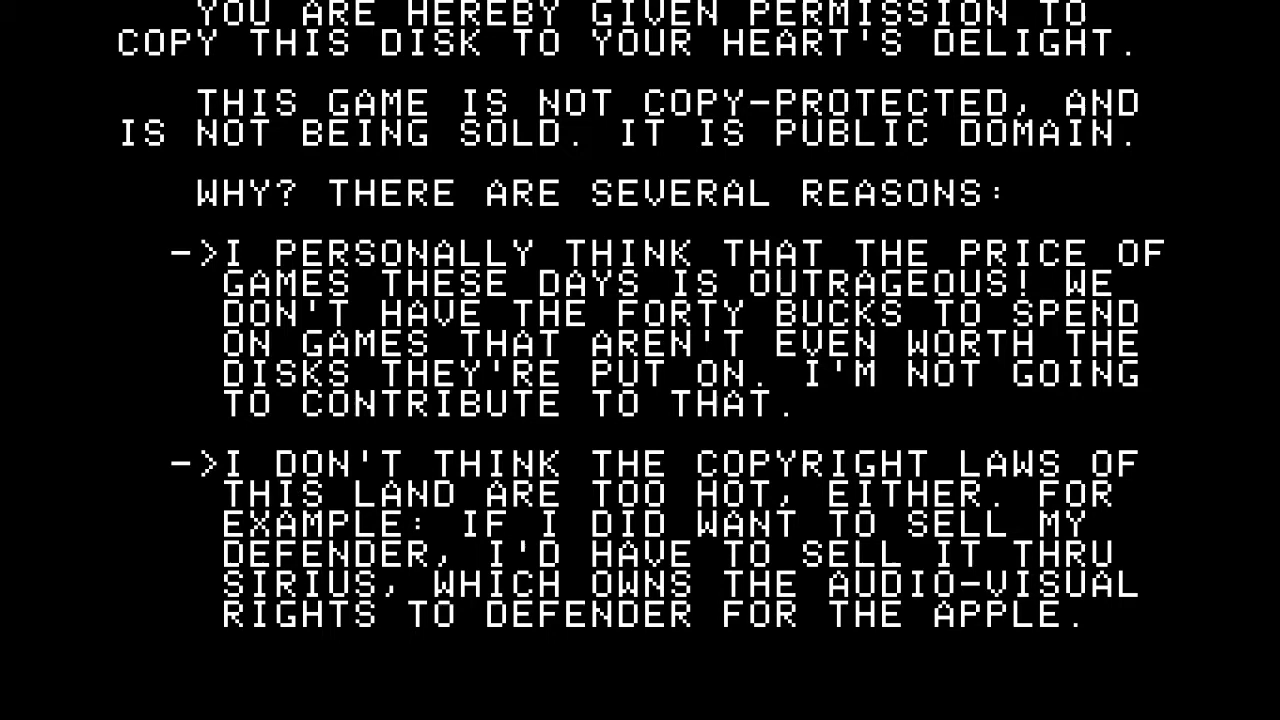 YOU ARE HEREBY GIVEN PERMISSION TO
COPY THIS DISK TO YOUR HEART'S DELIGHT.
THIS GAME IS NOT COPY-PROTECTED, AND
IS NOT BEING SOLD. IT IS PUBLIC DOMAIN.
WHY? THERE ARE SEVERAL REASONS:
->I PERSONALLY THINK THAT THE PRICE OF
GAMES THESE DAYS IS OUTRAGEOUS! WE
DON'T HAVE THE FORTY BUCKS TO SPEND
ON GAMES THAT AREN'T EVEN WORTH THE
DISKS THEY'RE PUT ON. I'M NOT GOING
TO CONTRIBUTE TO THAT.
->I DON'T THINK THE COPYRIGHT LAWS OF
THIS LAND ARE TOO HOT, EITHER. FOR
EXAMPLE: IF I DID WANT TO SELL MY
DEFENDER, I'D HAVE TO SELL IT THRU
SIRIUS, WHICH OWNS THE AUDIO-VISUAL
RIGHTS TO DEFENDER FOR THE APPLE.